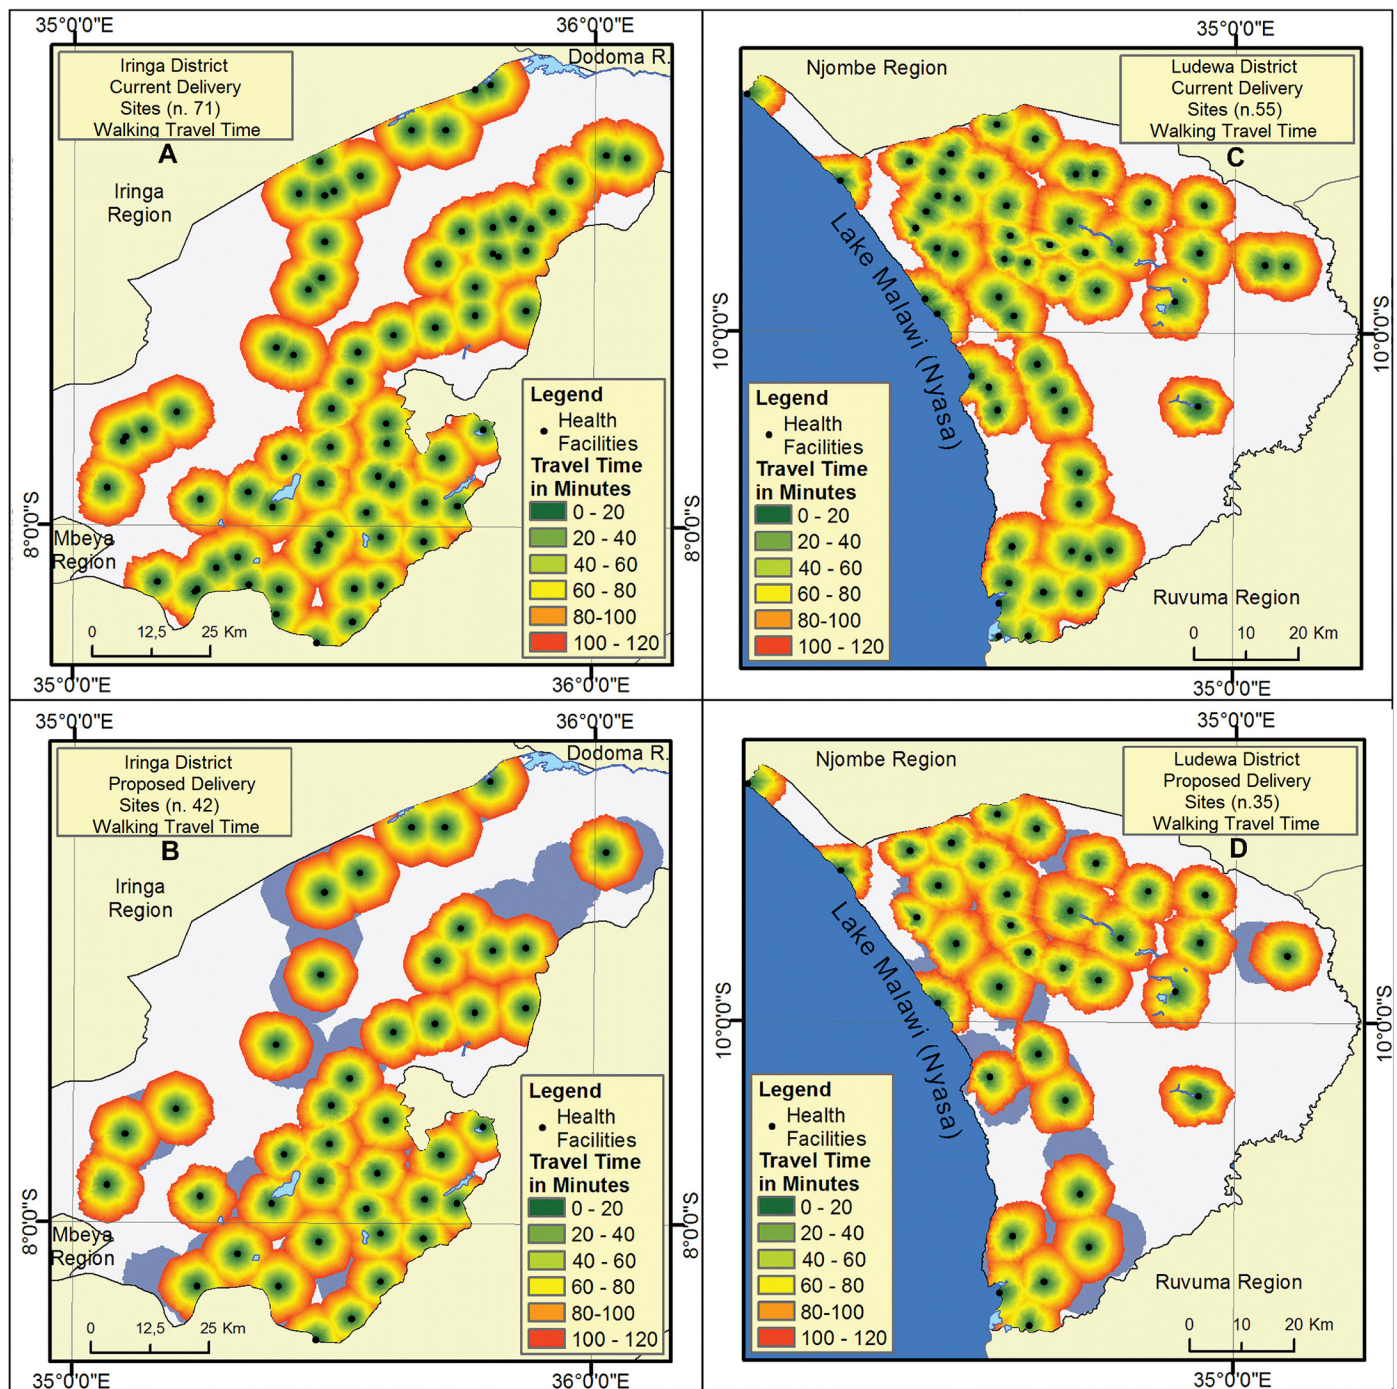 35°0'0"E
36°0'0"E
Dodoma R.
Iringa District
Current Delivery
Sites (n. 71)
Walking Travel Time
A
Iringa
Region
Legend
Health
Facilities
Travel Time
in Minutes
0 - 20
20 - 40
40 - 60
60 - 80
80-100
100 - 120
8°0'0"S
8°0'0"S
Mbeya
Region
0 12,5 25 Km
35°0'0"E
36°0'0"E
35°0'0"E
Njombe Region
Ludewa District
Current Delivery
Sites (n.55)
Walking Travel Time
C
Lake Malawi (Nyasa)
10°0'0"S
10°0'0"S
Legend
Health
Facilities
Travel Time
in Minutes
0 - 20
20 - 40
40 - 60
60 - 80
80-100
100 - 120
Ruvuma Region
0 10 20 Km
35°0'0"E
35°0'0"E
36°0'0"E
Dodoma R.
Iringa District
Proposed Delivery
Sites (n. 42)
Walking Travel Time
B
Iringa
Region
Legend
Health
Facilities
Travel Time
in Minutes
0 - 20
20 - 40
40 - 60
60 - 80
80-100
100 - 120
8°0'0"S
8°0'0"S
Mbeya
Region
0 12,5 25 Km
35°0'0"E
36°0'0"E
35°0'0"E
Njombe Region
Ludewa District
Proposed Delivery
Sites (n.35)
Walking Travel Time
D
Lake Malawi (Nyasa)
10°0'0"S
10°0'0"S
Legend
Health
Facilities
Travel Time
in Minutes
0 - 20
20 - 40
40 - 60
60 - 80
80-100
100 - 120
Ruvuma Region
0 10 20 Km
35°0'0"E